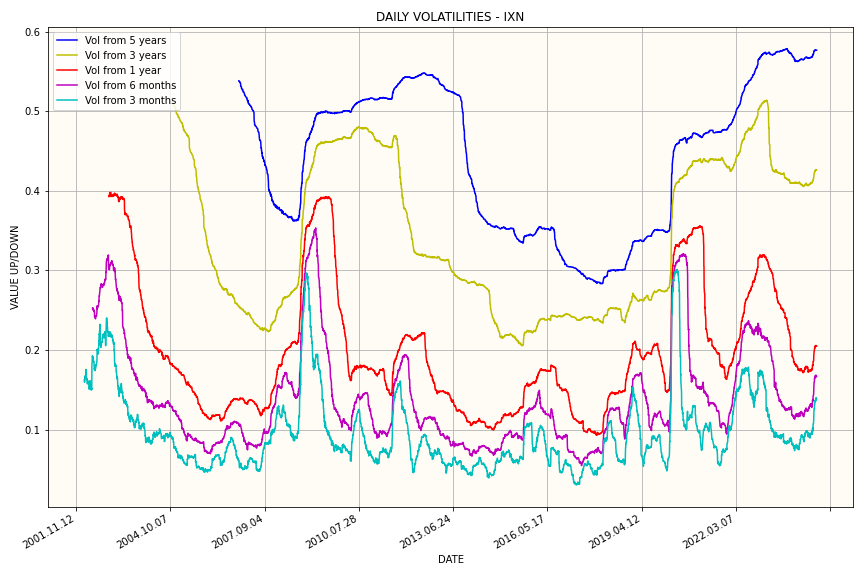 DAILY VOLATILITIES - IXN
Vol from 5 years
Vol from 3 years
Vol from 1 year
Vol from 6 months
Vol from 3 months
VALUE UP/DOWN
0.6
0.5
0.4
0.3
0.2
0.1
2001.11.12
2004.10.07
2007.09.04
2010.07.28
2013.06.24
2016.05.17
2019.04.12
2022.03.07
DATE